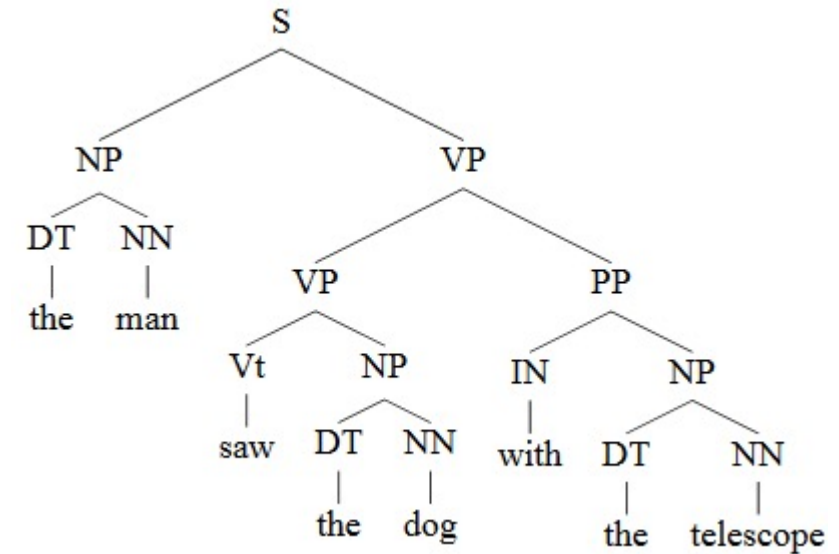 S
NP VP
DT NN VP PP
the man Vt NP IN NP
saw DT NN with DT NN
the dog the telescope